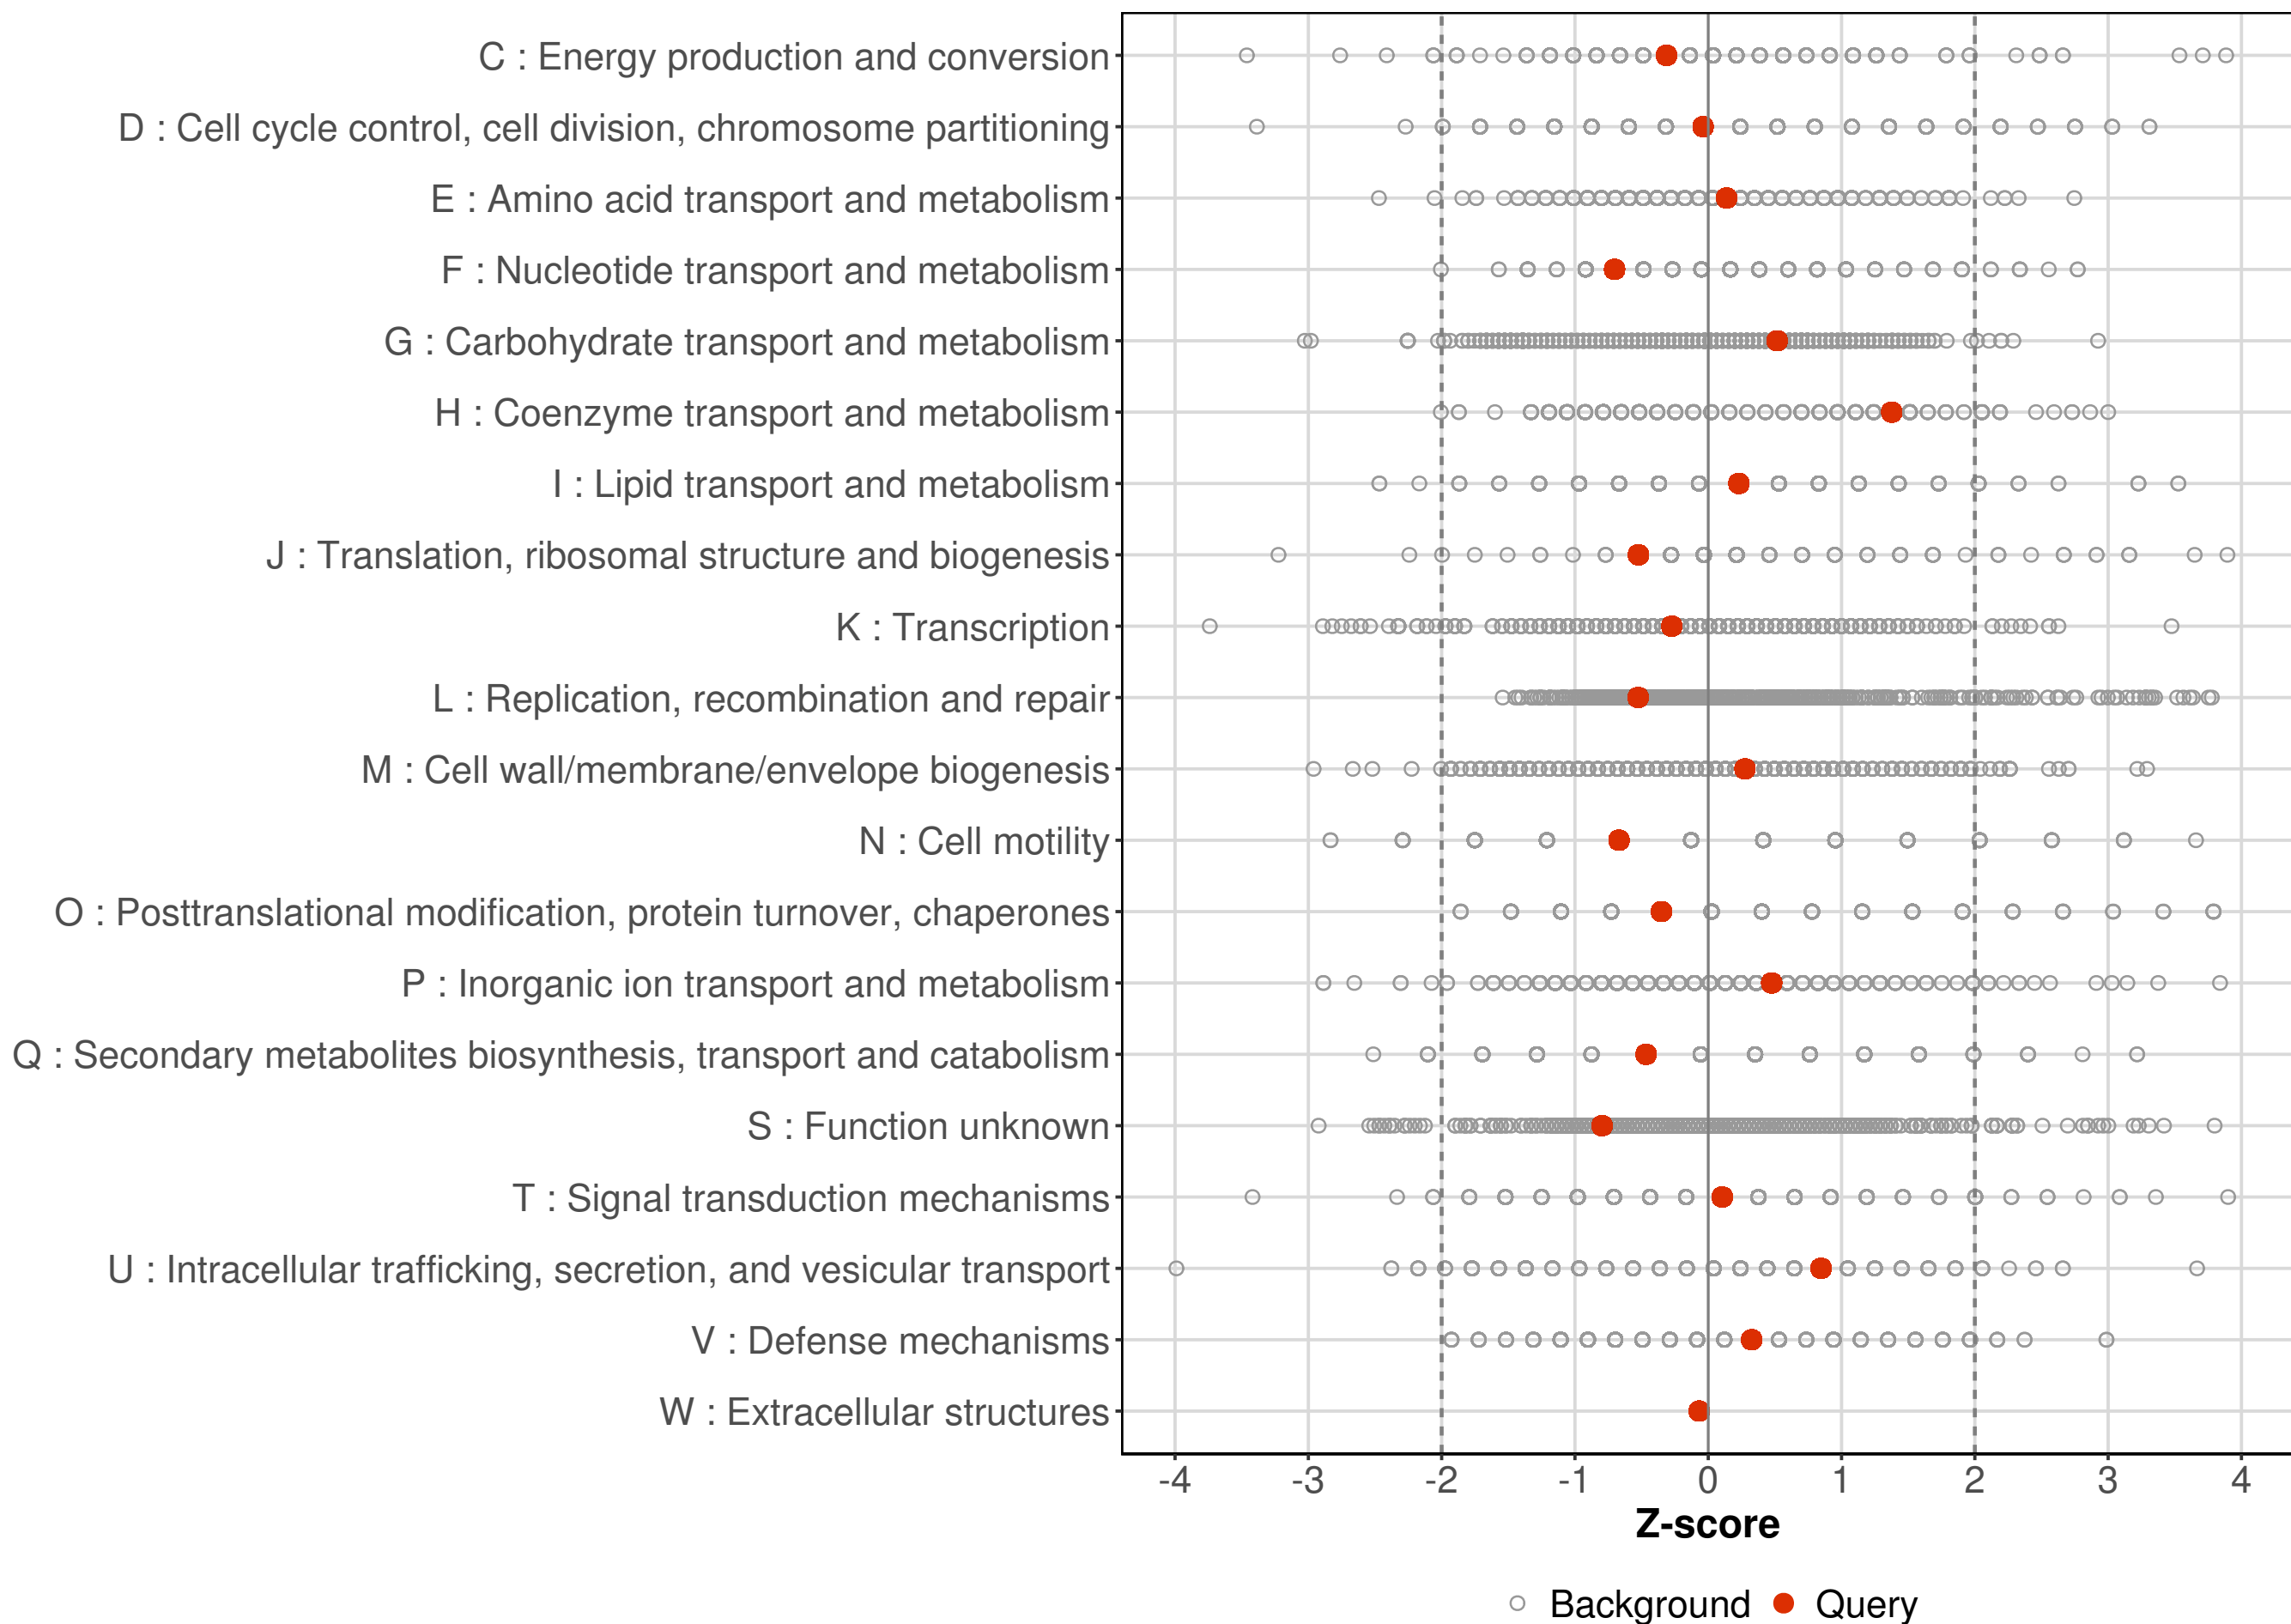 C : Energy production and conversion
D : Cell cycle control, cell division, chromosome partitioning
E : Amino acid transport and metabolism
F : Nucleotide transport and metabolism
G : Carbohydrate transport and metabolism
H : Coenzyme transport and metabolism
I : Lipid transport and metabolism
J : Translation, ribosomal structure and biogenesis
K : Transcription
L : Replication, recombination and repair
M : Cell wall/membrane/envelope biogenesis
N : Cell motility
O : Posttranslational modification, protein turnover, chaperones
P : Inorganic ion transport and metabolism
Q : Secondary metabolites biosynthesis, transport and catabolism
S : Function unknown
T : Signal transduction mechanisms
U : Intracellular trafficking, secretion, and vesicular transport
V : Defense mechanisms
W : Extracellular structures
-4 -3 -2 -1 0 1 2 3 4
Z-score
Background Query